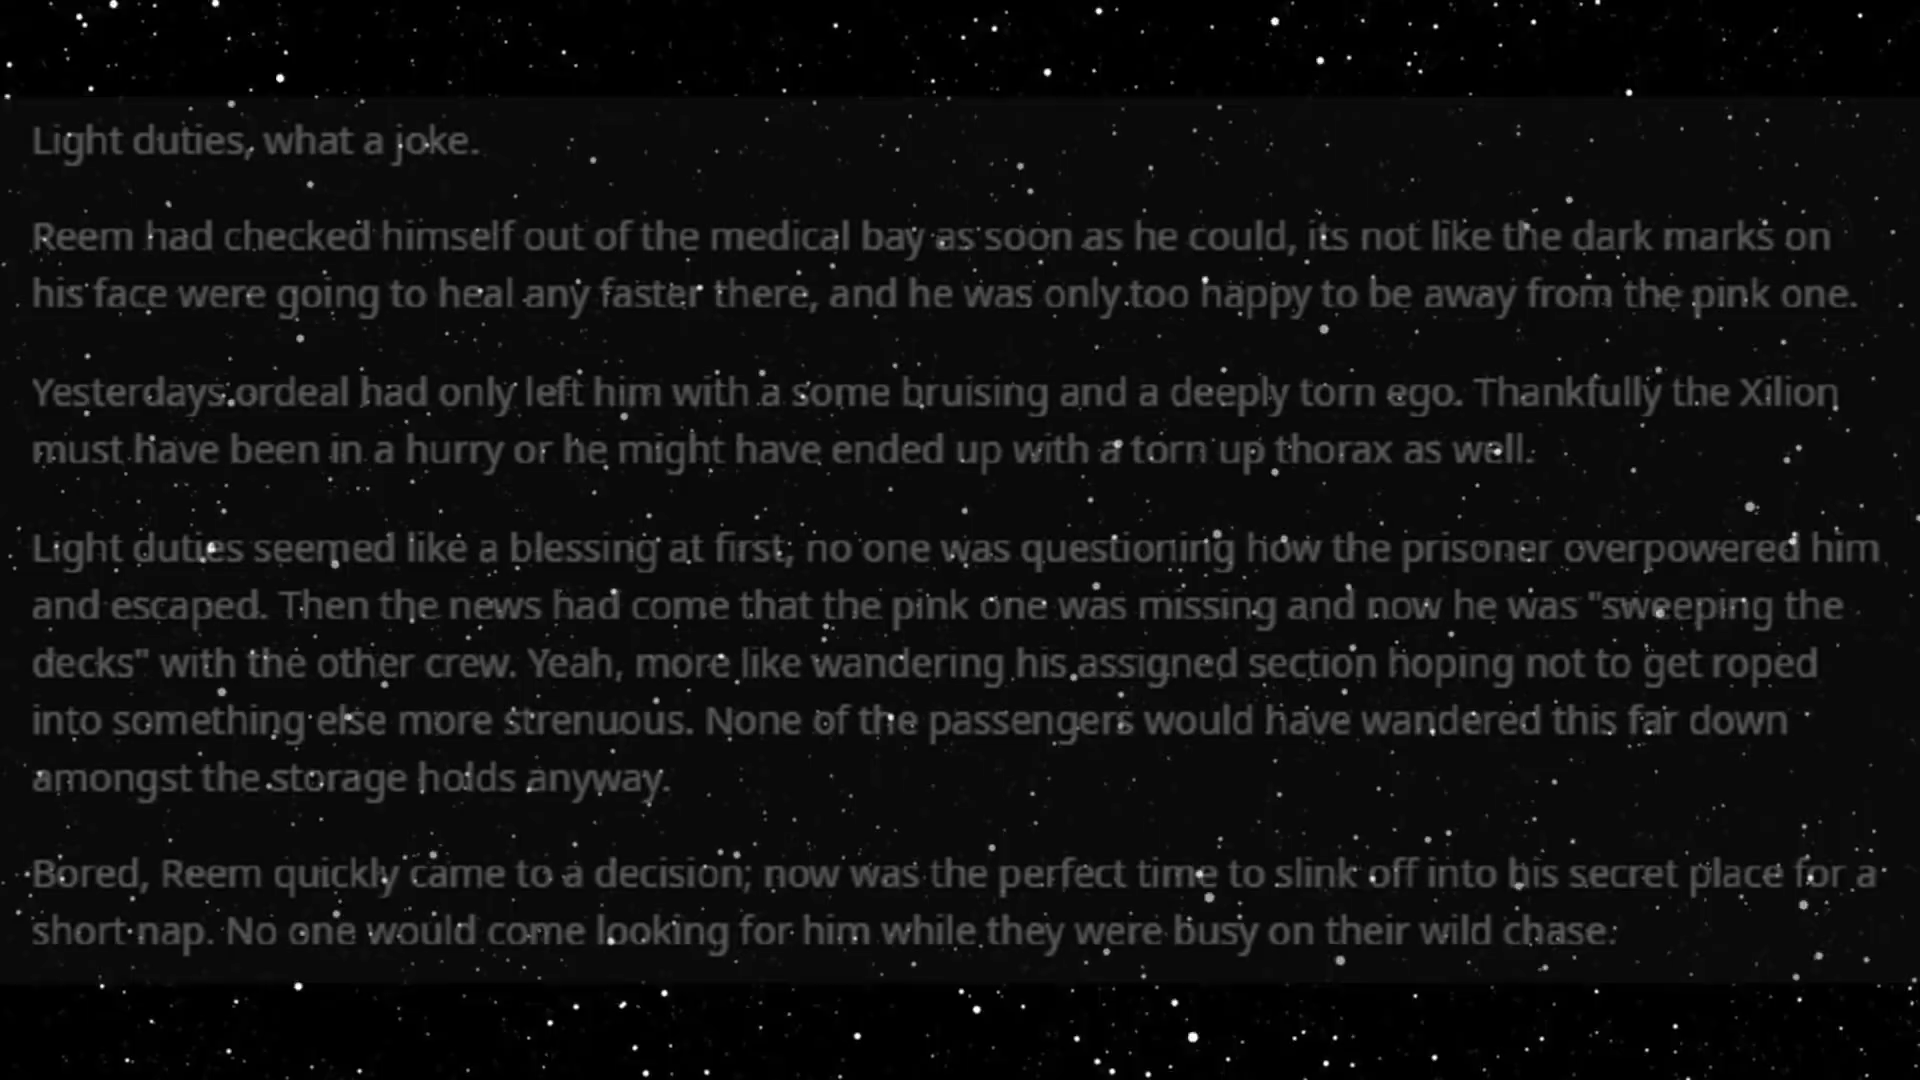 Light duties, what a joke.
Reem had checked himself out of the medical bay as soon as he could, its not like the dark marks on
his face were going to heal any faster there, and he was only too happy to be away from the pink one.
Yesterdays ordeal had only left him with a some bruising and a deeply torn ego. Thankfully the Xilion
must have been in a hurry or he might have ended up with a torn up thorax as well.
Light duties seemed like a blessing at first, no one was questioning how the prisoner overpowered him
and escaped. Then the news had come that the pink one was missing and now he was "sweeping the
decks" with the other crew. Yeah, more like wandering his assigned section hoping not to get roped
into something else more strenuous. None of the passengers would have wandered this far down
amongst the storage holds anyway.
Bored, Reem quickly came to a decision; now was the perfect time to slink off into his secret place for a
short nap. No one would come looking for him while they were busy on their wild chase.